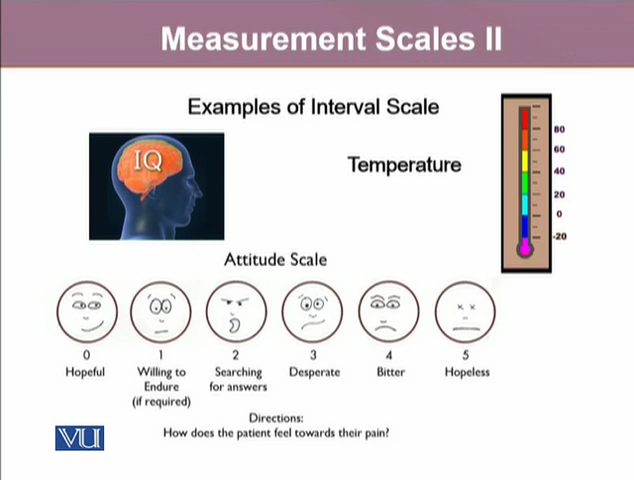 Measurement Scales II
Examples of Interval Scale
IQ
Temperature
80
60
40
20
0
-20
Attitude Scale
0 1 2 3 4 5
Hopeful Willing to Searching Desperate Bitter Hopeless
Endure for answers
(if required)
Directions:
How does the patient feel towards their pain?
VU